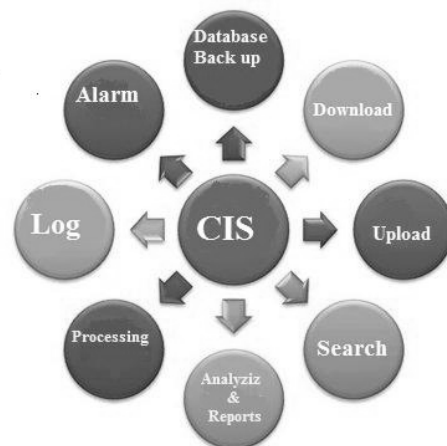 Database
Back up
Alarm
Download
Log
CIS
Upload
Processing
Search
Analyziz
&
Reports